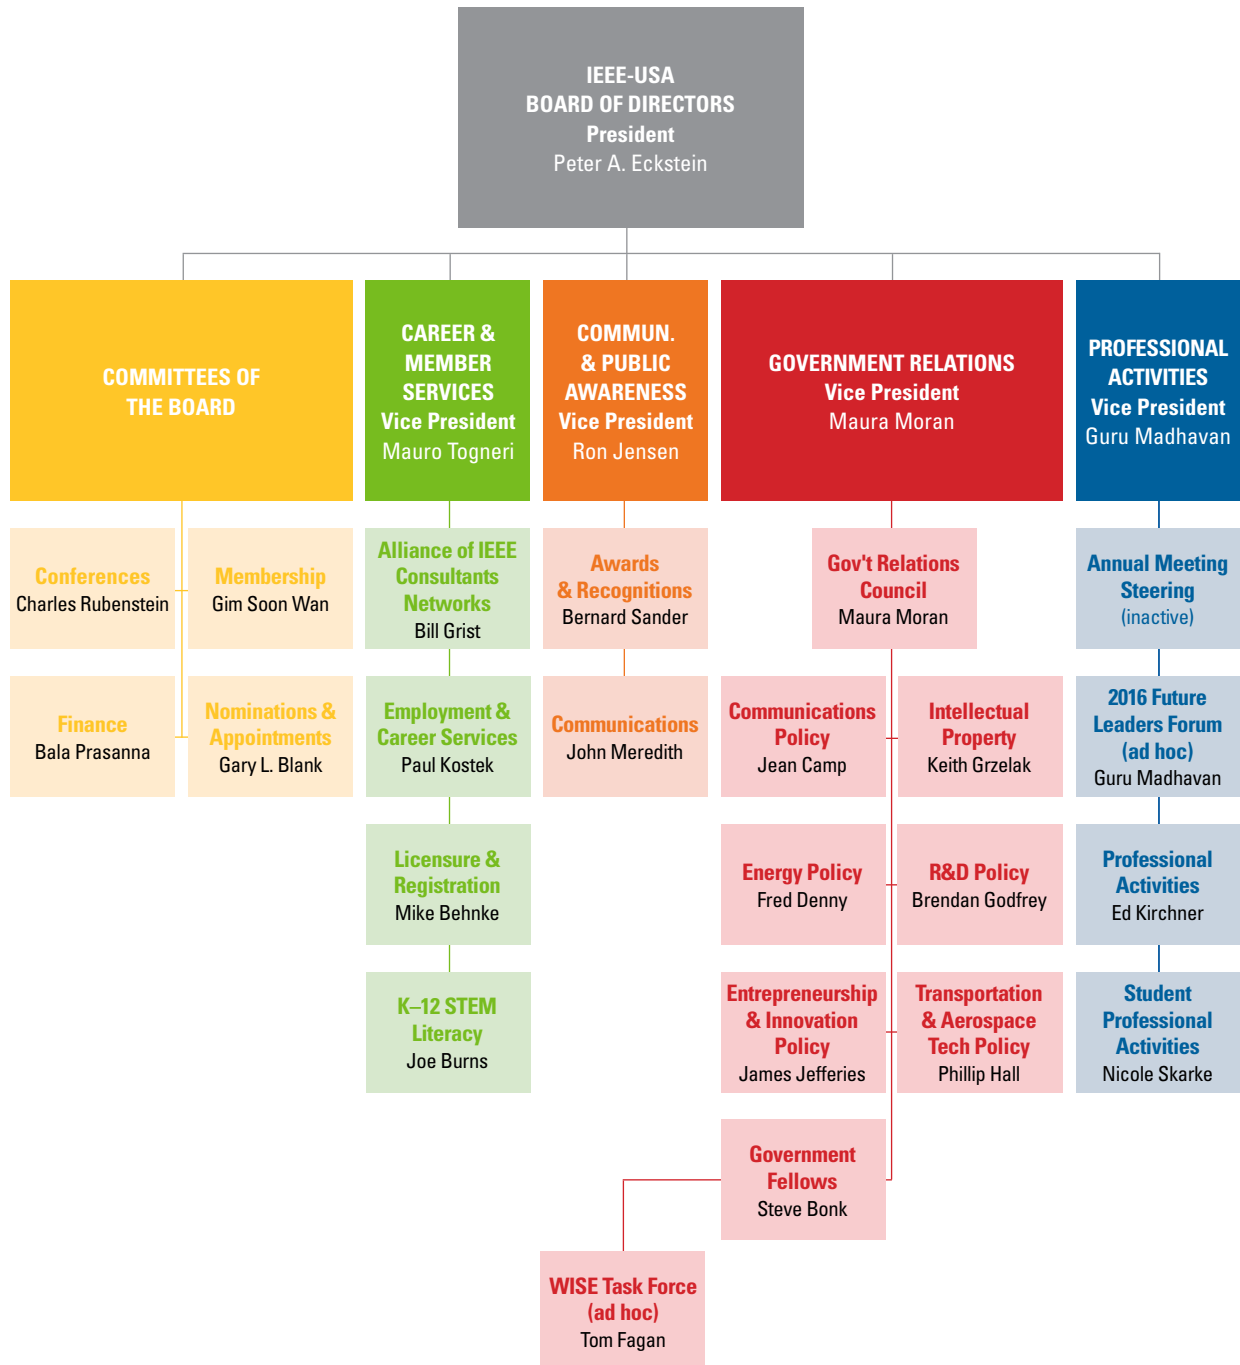 IEEE-USA
BOARD OF DIRECTORS
President
Peter A. Eckstein
COMMITTEES OF
THE BOARD
CAREER &
MEMBER
SERVICES
Vice President
Mauro Togneri
COMMUN.
& PUBLIC
AWARENESS
Vice President
Ron Jensen
GOVERNMENT RELATIONS
Vice President
Maura Moran
PROFESSIONAL
ACTIVITIES
Vice President
Guru Madhavan
Conferences
Charles Rubenstein
Membership
Gim Soon Wan
Finance
Bala Prasanna
Nominations &
Appointments
Gary L. Blank
Alliance of IEEE
Consultants
Networks
Bill Grist
Employment &
Career Services
Paul Kostek
Licensure &
Registration
Mike Behnke
K–12 STEM
Literacy
Joe Burns
Awards
& Recognitions
Bernard Sander
Communications
John Meredith
Gov't Relations
Council
Maura Moran
Communications
Policy
Jean Camp
Intellectual
Property
Keith Grzelak
Energy Policy
Fred Denny
R&D Policy
Brendan Godfrey
Entrepreneurship
& Innovation
Policy
James Jefferies
Transportation
& Aerospace
Tech Policy
Phillip Hall
Government
Fellows
Steve Bonk
WISE Task Force
(ad hoc)
Tom Fagan
Annual Meeting
Steering
(inactive)
2016 Future
Leaders Forum
(ad hoc)
Guru Madhavan
Professional
Activities
Ed Kirchner
Student
Professional
Activities
Nicole Skarke